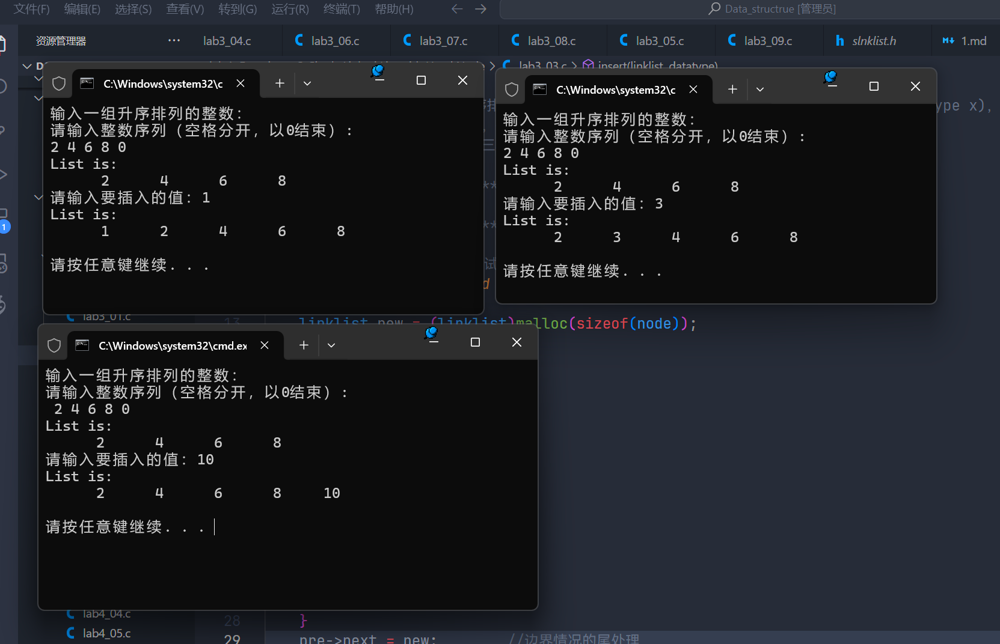 文件(F) 编辑(E) 选择(S) 查看(V) 转到(G) 运行(R) 终端(T) 帮助(H) Data_structrue [管理员]
资源管理器 ··· lab3_04.c lab3_06.c lab3_07.c lab3_08.c lab3_05.c lab3_09.c slnklist.h 1.md
lab3_03.c > insert(linklist, datatype)
C:\Windows\system32\c
输入一组升序排列的整数：
请输入整数序列（空格分开，以0结束）:
2 4 6 8 0
List is:
2 4 6 8
请输入要插入的值：1
List is:
1 2 4 6 8
请按任意键继续. . .
C:\Windows\system32\c
输入一组升序排列的整数：
请输入整数序列（空格分开，以0结束）:
2 4 6 8 0
List is:
2 4 6 8
请输入要插入的值：3
List is:
2 3 4 6 8
请按任意键继续. . .
ype x),
三
**
**
试
d
1
lab3_01.c
13 linklist new = (linklist)malloc(sizeof(node));
C:\Windows\system32\cmd.ex
输入一组升序排列的整数：
请输入整数序列（空格分开，以0结束）:
2 4 6 8 0
List is:
2 4 6 8
请输入要插入的值：10
List is:
2 4 6 8 10
请按任意键继续. . .
lab4_04.c
28 }
lab4_05.c
29 pre->next = new; //边界情况的尾处理